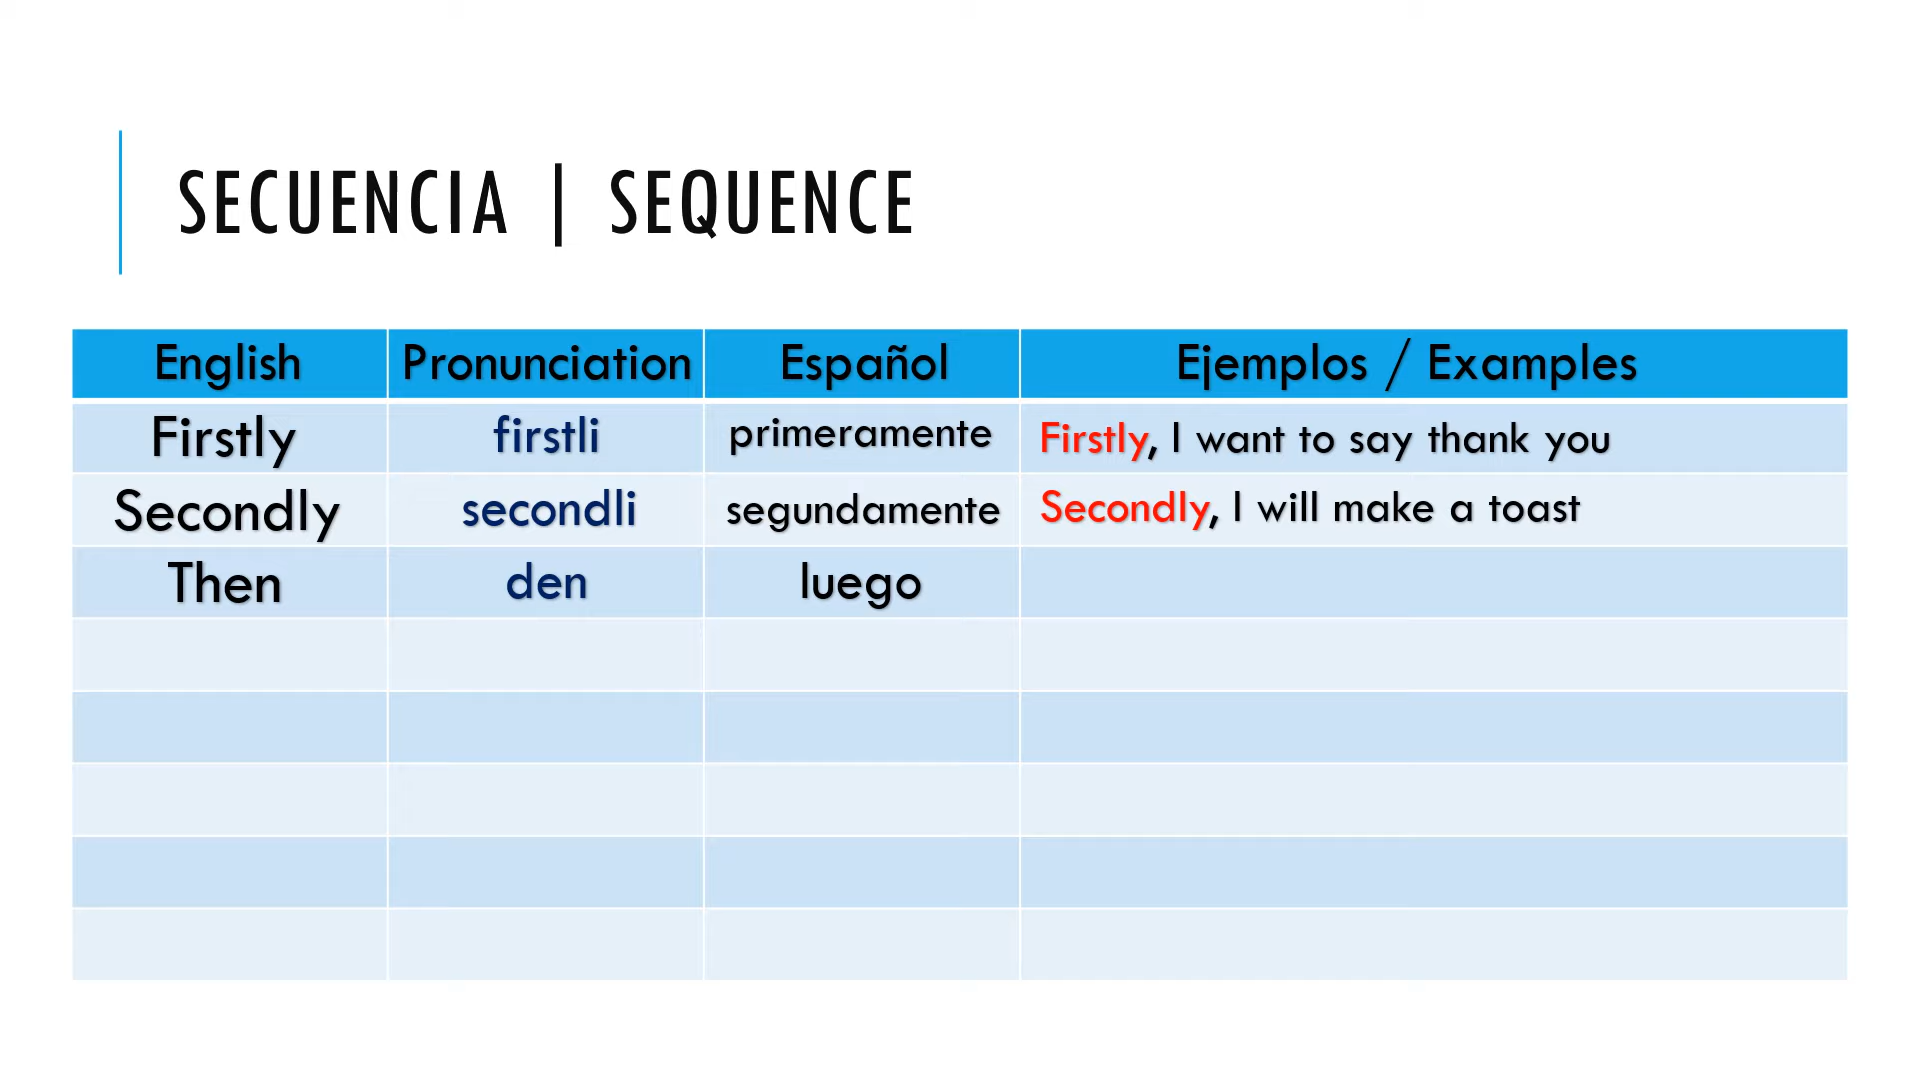 SECUENCIA | SEQUENCE
English Pronunciation Español Ejemplos / Examples
Firstly firstli primeramente Firstly, I want to say thank you
Secondly secondli segundamente Secondly, I will make a toast
Then den luego